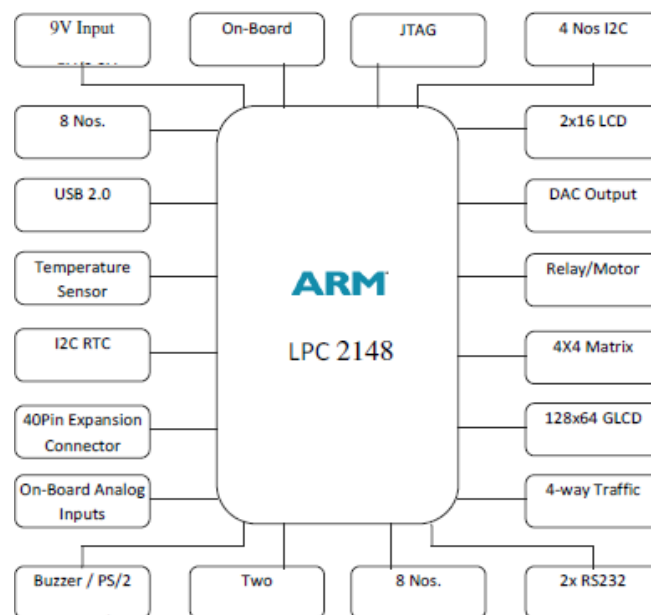 9V Input
On-Board
JTAG
4 Nos I2C
8 Nos.
2x16 LCD
USB 2.0
DAC Output
Temperature
Sensor
Relay/Motor
ARM
LPC 2148
I2C RTC
4X4 Matrix
40Pin Expansion
Connector
128x64 GLCD
On-Board Analog
Inputs
4-way Traffic
Buzzer / PS/2
Two
8 Nos.
2x RS232